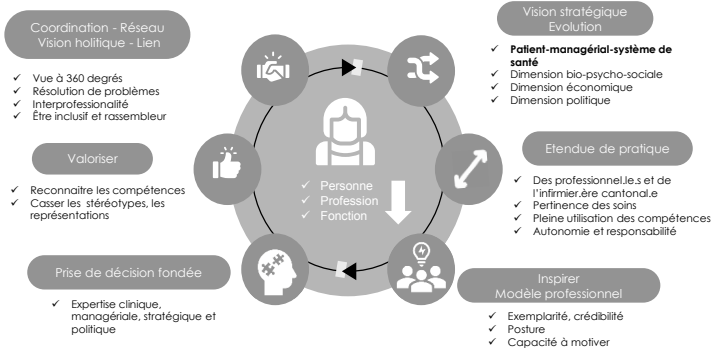 Coordination - Réseau
Vision holitique - Lien
✓ Vue à 360 degrés
✓ Résolution de problèmes
✓ Interprofessionalité
✓ Être inclusif et rassembleur
Valoriser
✓ Reconnaitre les compétences
✓ Casser les stéréotypes, les
représentations
Prise de décision fondée
✓ Expertise clinique,
managériale, stratégique et
politique
✓ Personne
✓ Profession
✓ Fonction
Vision stratégique
Evolution
✓ Patient-managérial-système de
santé
✓ Dimension bio-psycho-sociale
✓ Dimension économique
✓ Dimension politique
Etendue de pratique
✓ Des professionnel.le.s et de
l'infirmier.ère cantonal.e
✓ Pertinence des soins
✓ Pleine utilisation des compétences
✓ Autonomie et responsabilité
Inspirer
Modèle professionnel
✓ Exemplarité, crédibilité
✓ Posture
✓ Capacité à motiver